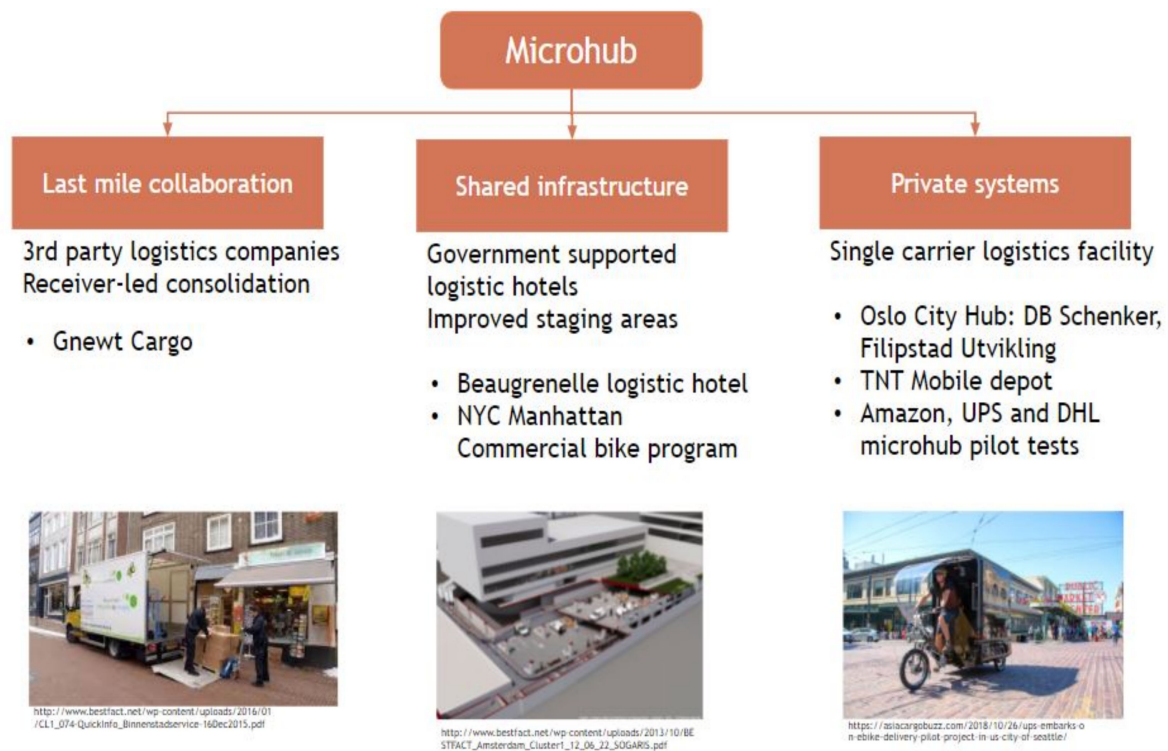 Microhub
Last mile collaboration
3rd party logistics companies
Receiver-led consolidation
• Gnewt Cargo
http://www.bestfact.net/wp-content/uploads/2016/01
/CL1_074-QuickInfo_Binnenstadservice-16Dec2015.pdf
Shared infrastructure
Government supported
logistic hotels
Improved staging areas
• Beaugrenelle logistic hotel
• NYC Manhattan
Commercial bike program
http://www.bestfact.net/wp-content/uploads/2013/10/BE
STFACT_Amsterdam_Cluster1_12_06_22_SOGARIS.pdf
Private systems
Single carrier logistics facility
• Oslo City Hub: DB Schenker,
Filipstad Utvikling
• TNT Mobile depot
• Amazon, UPS and DHL
microhub pilot tests
PUBLIC
MARKET
CENTER
https://asiacargobuzz.com/2018/10/26/ups-embarks-o
n-ebike-delivery-pilot-project-in-us-city-of-seattle/